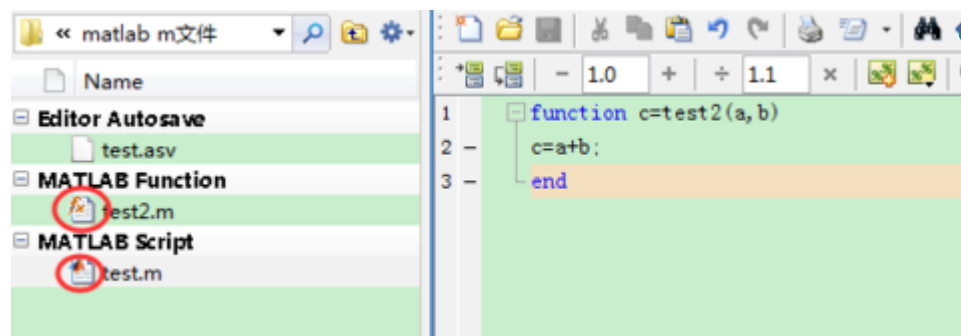 « matlab m文件
Name
Editor Autosave
test.asv
MATLAB Function
test2.m
MATLAB Script
test.m
- 1.0 + ÷ 1.1 ×
1 function c=test2(a,b)
2 - c=a+b;
3 - end